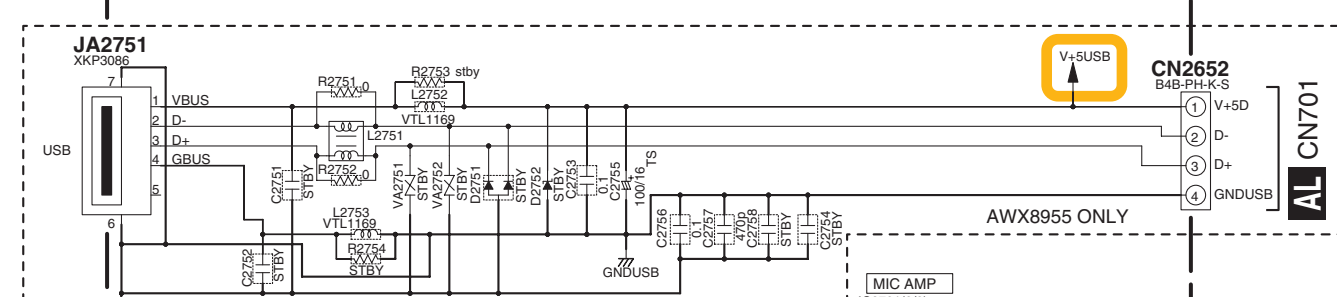 JA2751
XKP3086
USB
7
1 VBUS
2 D-
3 D+
4 GBUS
5
6
R2751 0
L2751
R2752 0
R2753 stby
L2752
VTL1169
C2751
STBY
C2752
STBY
L2753
VTL1169
R2754
STBY
VA2751
STBY
VA2752
STBY
D2751
STBY
D2752
STBY
C2753
0.1
C2755
100/16
TS
GNDUSB
C2756
0.1
C2757
470p
C2758
STBY
C2754
STBY
V+5USB
CN2652
B4B-PH-K-S
1 V+5D
2 D-
3 D+
4 GNDUSB
AL CN701
AWX8955 ONLY
MIC AMP